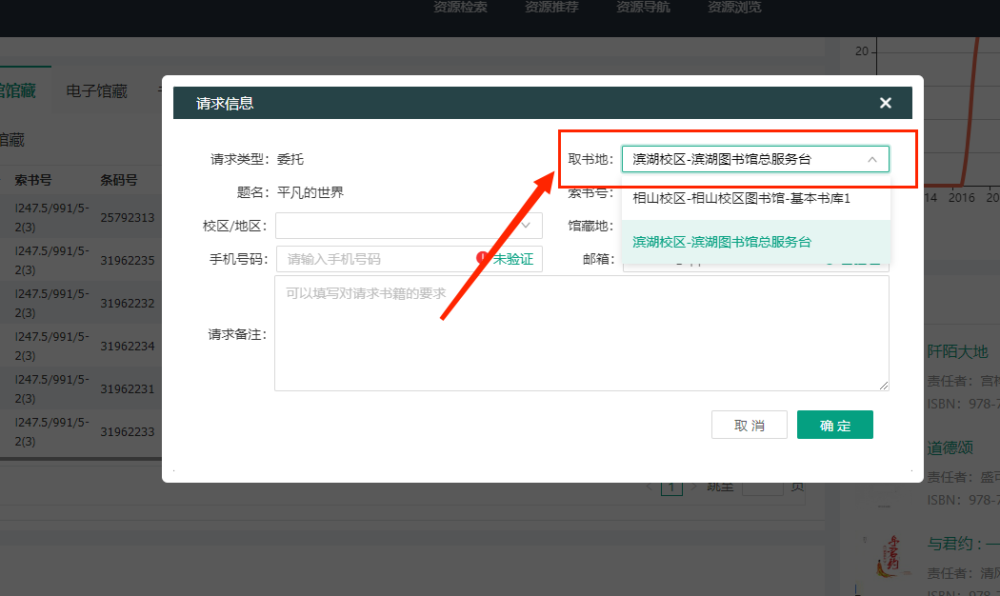 资源检索 资源推荐 资源导航 资源浏览
20
馆藏 电子馆藏
馆藏
索书号 条码号
I247.5/991/5-
2(3)
25792313
I247.5/991/5-
2(3)
31962235
I247.5/991/5-
2(3)
31962232
I247.5/991/5-
2(3)
31962234
I247.5/991/5-
2(3)
31962231
I247.5/991/5-
2(3)
31962233
请求信息
请求类型: 委托
取书地: 滨湖校区-滨湖图书馆总服务台
题名: 平凡的世界
索书号:
相山校区-相山校区图书馆-基本书库1
校区/地区:
馆藏地:
滨湖校区-滨湖图书馆总服务台
手机号码: 请输入手机号码 未验证
邮箱:
请求备注: 可以填写对请求书籍的要求
取 消 确 定
1 跳至 页
14 2016 20
阡陌大地
责任者:
ISBN: 978-7
道德颂
责任者: 盛可
ISBN: 978-7
与君约
与君约:一
责任者: 清风
ISBN: 978